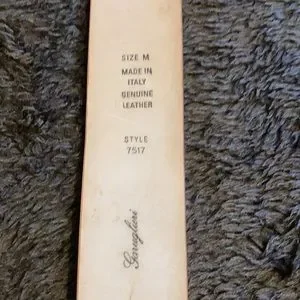 SIZE M
MADE IN
ITALY
GENUINE
LEATHER
STYLE
7517